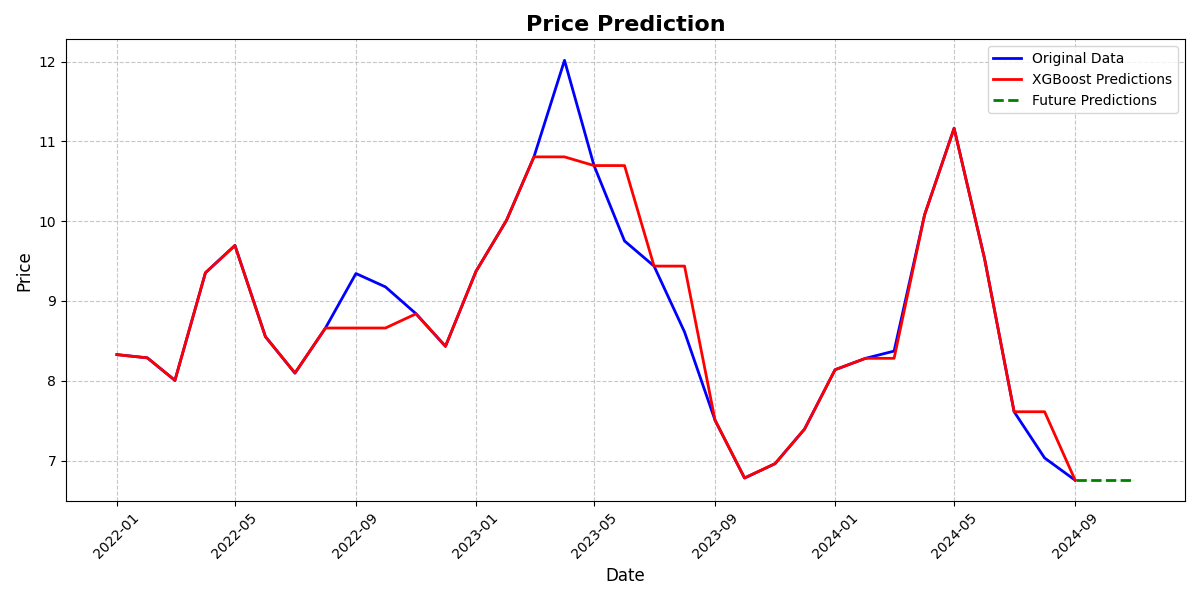 Price Prediction
Original Data
XGBoost Predictions
Future Predictions
Price
12
11
10
9
8
7
2022-01
2022-05
2022-09
2023-01
2023-05
2023-09
2024-01
2024-05
2024-09
Date